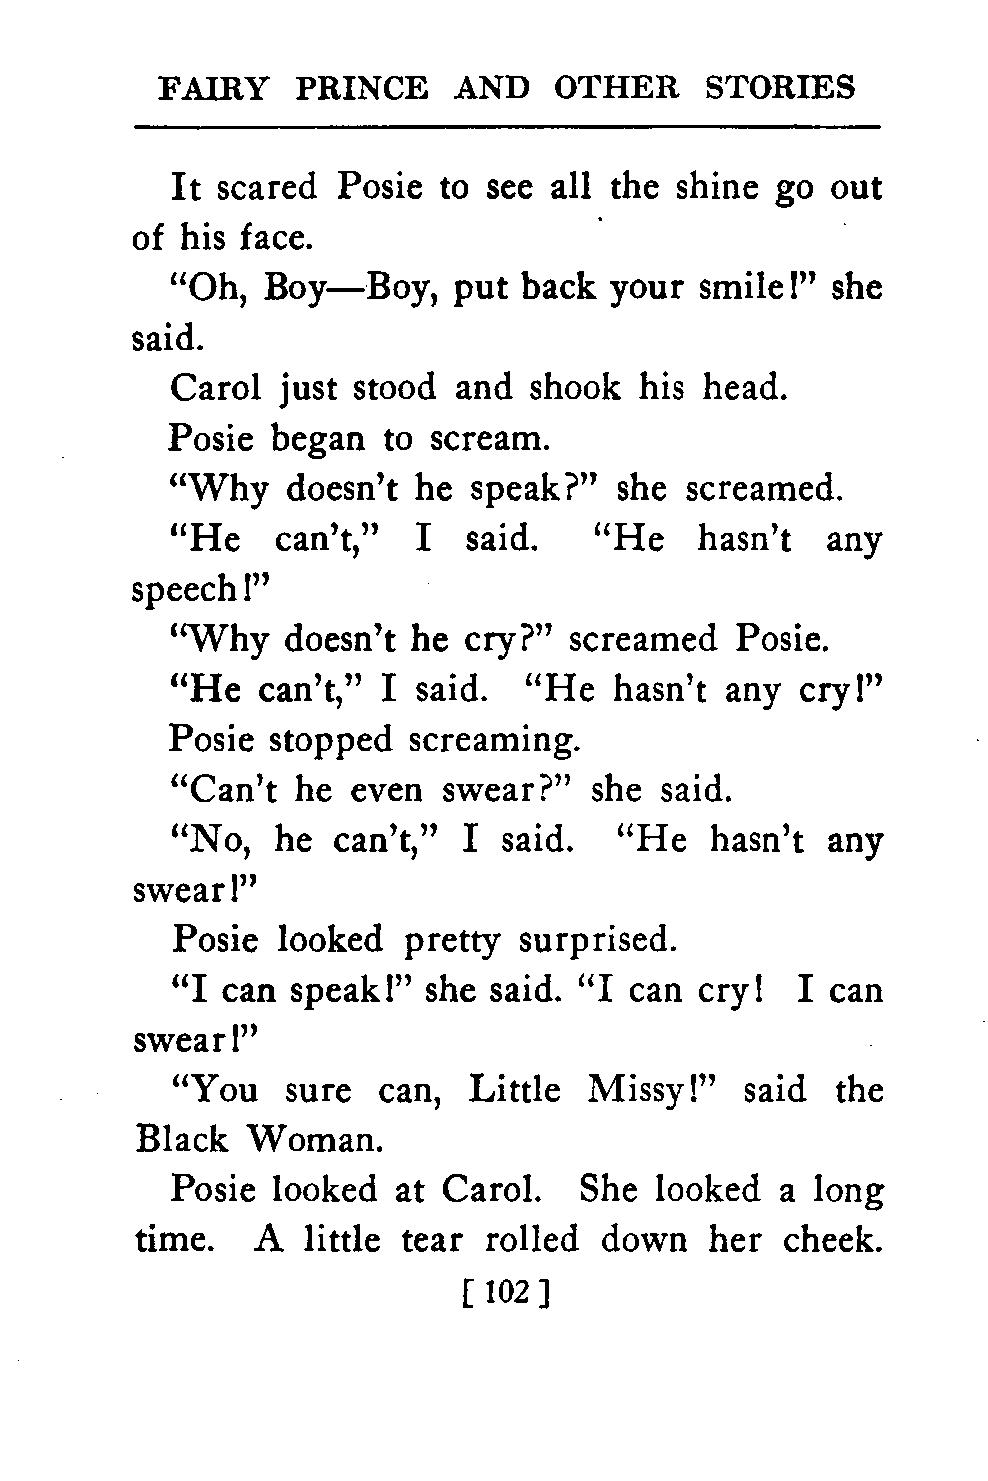 FAIRY PRINCE AND OTHER STORIES
It scared Posie to see all the shine go out
of his face.
“Oh, Boy—Boy, put back your smile!” she
said.
Carol just stood and shook his head.
Posie began to scream.
“Why doesn’t he speak?” she screamed.
“He can’t,” I said. “He hasn’t any
speech!”
“Why doesn’t he cry?” screamed Posie.
“He can’t,” I said. “He hasn’t any cry!”
Posie stopped screaming.
“Can’t he even swear?” she said.
“No, he can’t,” I said. “He hasn’t any
swear!”
Posie looked pretty surprised.
“I can speak!” she said. “I can cry! I can
swear!”
“You sure can, Little Missy!” said the
Black Woman.
Posie looked at Carol. She looked a long
time. A little tear rolled down her cheek.
[ 102 ]